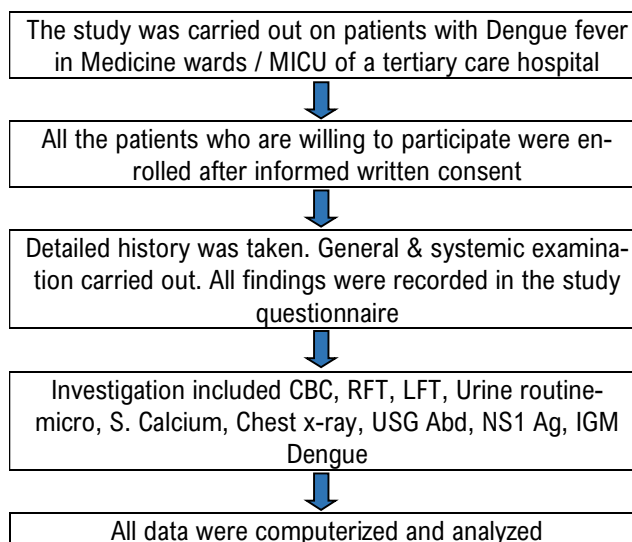 The study was carried out on patients with Dengue fever
in Medicine wards / MICU of a tertiary care hospital
All the patients who are willing to participate were en-
rolled after informed written consent
Detailed history was taken. General & systemic examina-
tion carried out. All findings were recorded in the study
questionnaire
Investigation included CBC, RFT, LFT, Urine routine-
micro, S. Calcium, Chest x-ray, USG Abd, NS1 Ag, IGM
Dengue
All data were computerized and analyzed